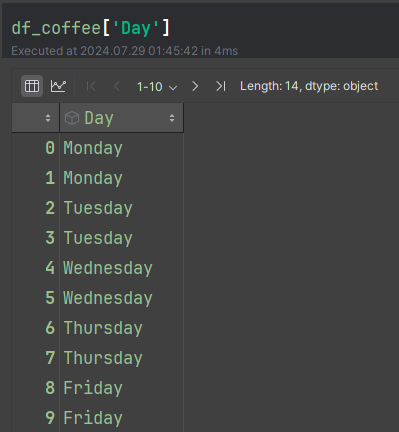 df_coffee['Day']
Executed at 2024.07.29 01:45:42 in 4ms
1-10 Length: 14, dtype: object
Day
0 Monday
1 Monday
2 Tuesday
3 Tuesday
4 Wednesday
5 Wednesday
6 Thursday
7 Thursday
8 Friday
9 Friday